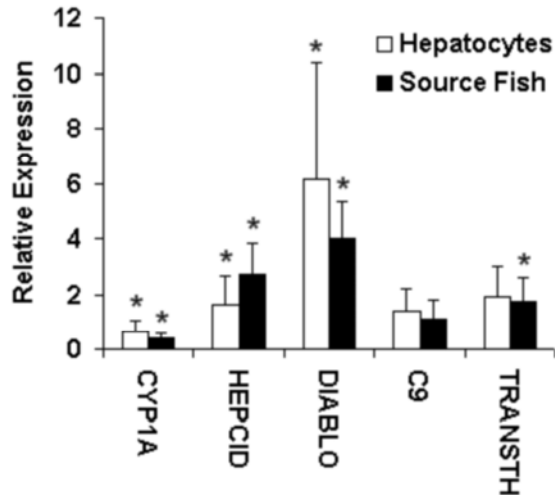 12
10
8
6
4
2
0
Relative Expression
Hepatocytes
Source Fish
*
*
*
*
*
*
*
CYP1A
HEPCID
DIABLO
C9
TRANSTH